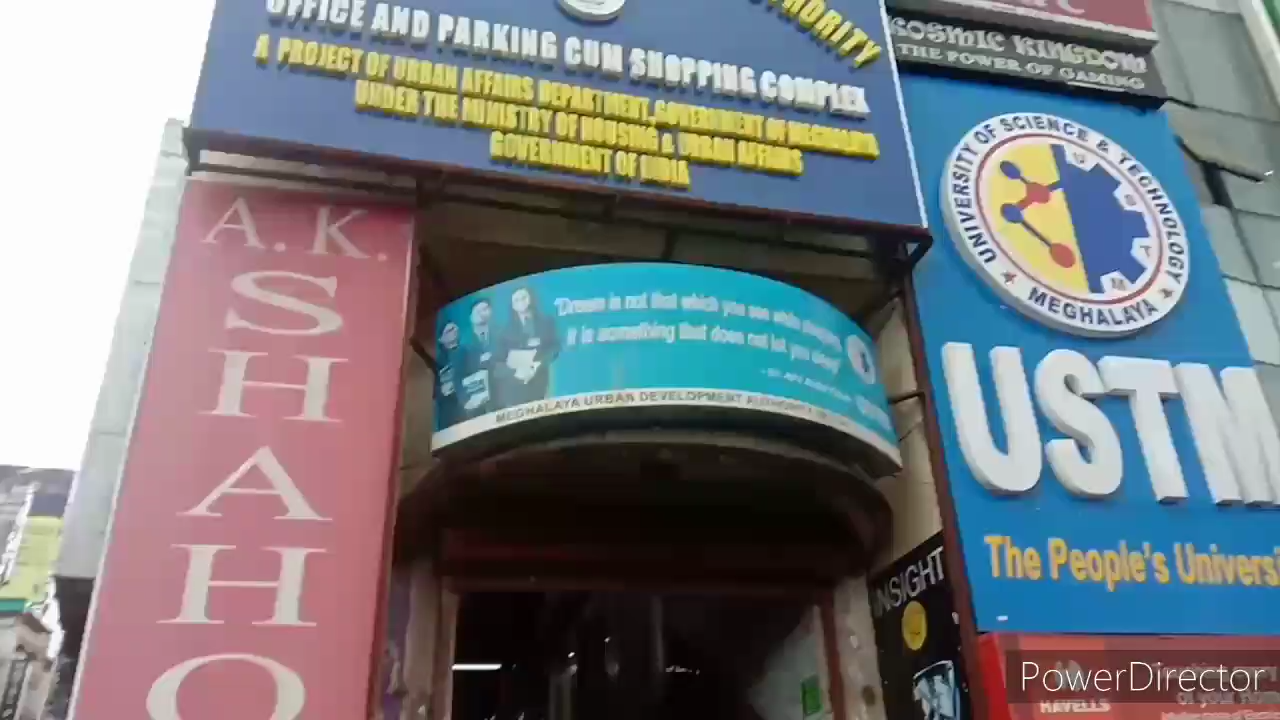 THORITY
OFFICE AND PARKING CUM SHOPPING COMPLEX
A PROJECT OF URBAN AFFAIRS DEPARTMENT, GOVERNMENT OF MEGHALAYA
UNDER THE MINISTRY OF HOUSING & URBAN AFFAIRS
GOVERNMENT OF INDIA
KOSMIC KINGDOM
THE POWER OF GAMING
A. K.
SHAHO
"Dream is not that which you see while sleeping
it is something that does not let you sleep"
MEGHALAYA URBAN DEVELOPMENT AUTHORITY
UNIVERSITY OF SCIENCE & TECHNOLOGY
MEGHALAYA
USTM
The People's Universi
INSIGHT
HAVELLS
PowerDirector